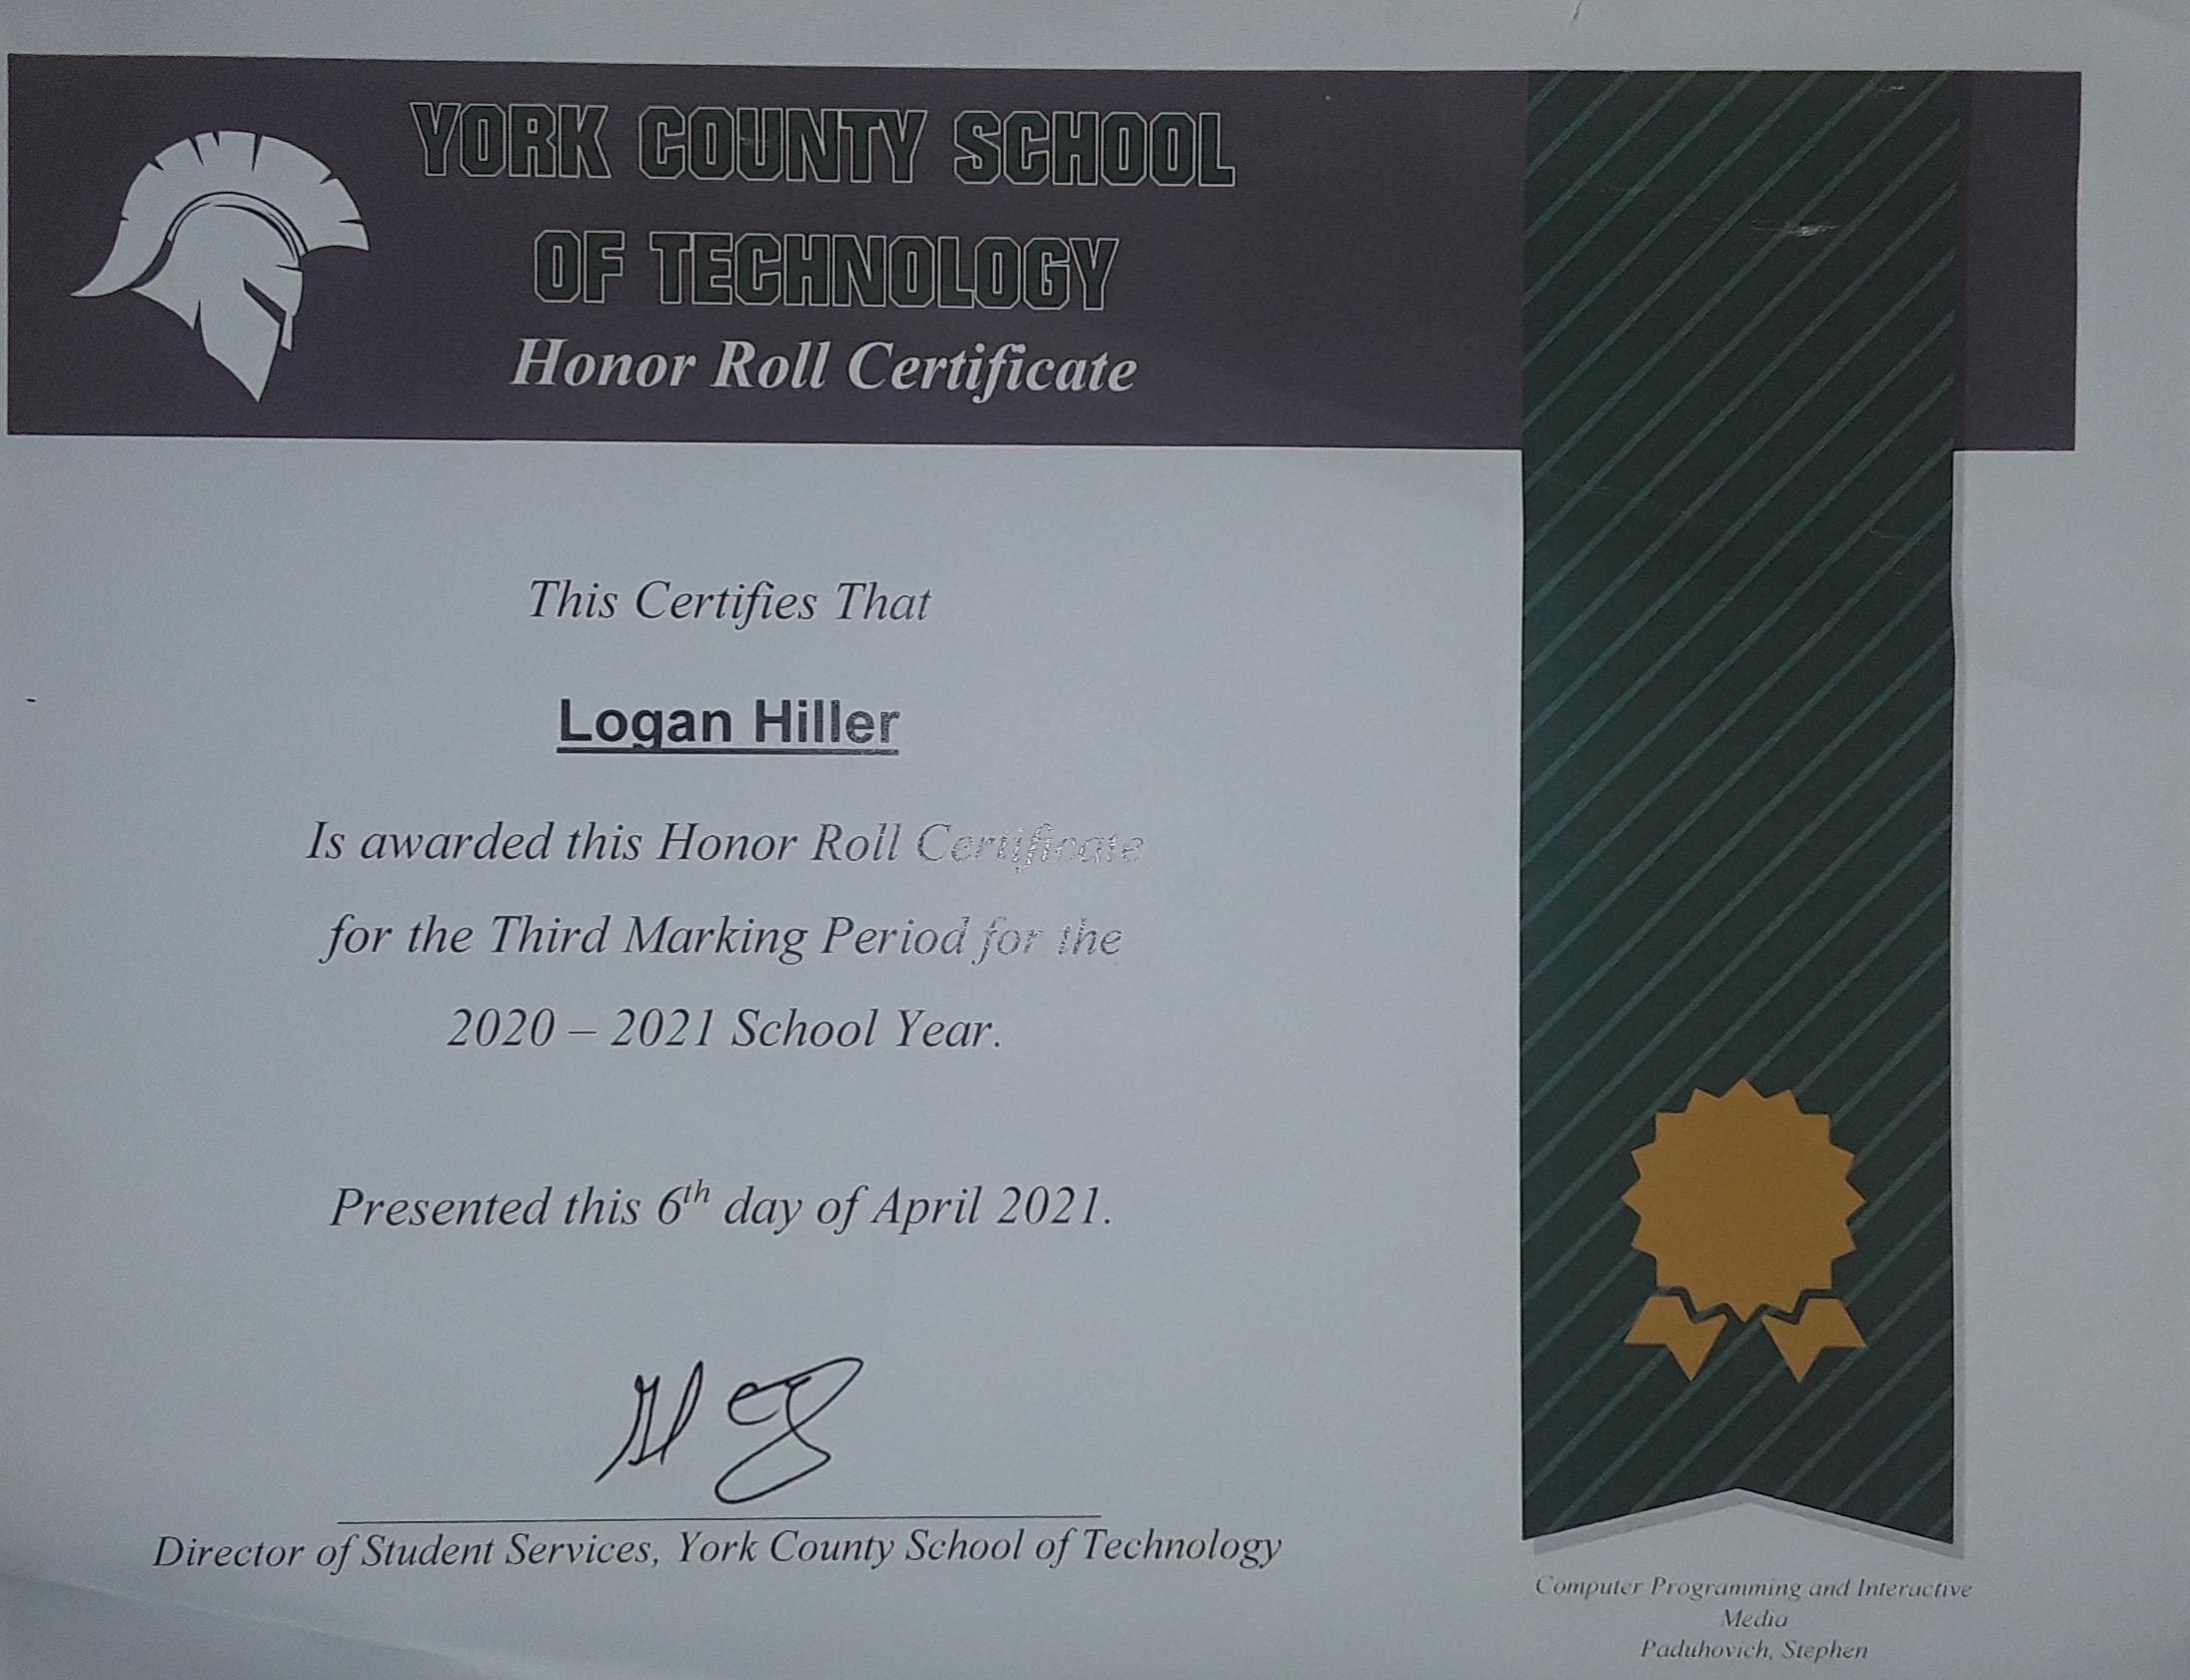 YORK COUNTY SCHOOL
OF TECHNOLOGY
Honor Roll Certificate
This Certifies That
Logan Hiller
Is awarded this Honor Roll Certificate
for the Third Marking Period for the
2020 – 2021 School Year.
Presented this 6th day of April 2021.
Director of Student Services, York County School of Technology
Computer Programming and Interactive
Media
Paduhovich, Stephen